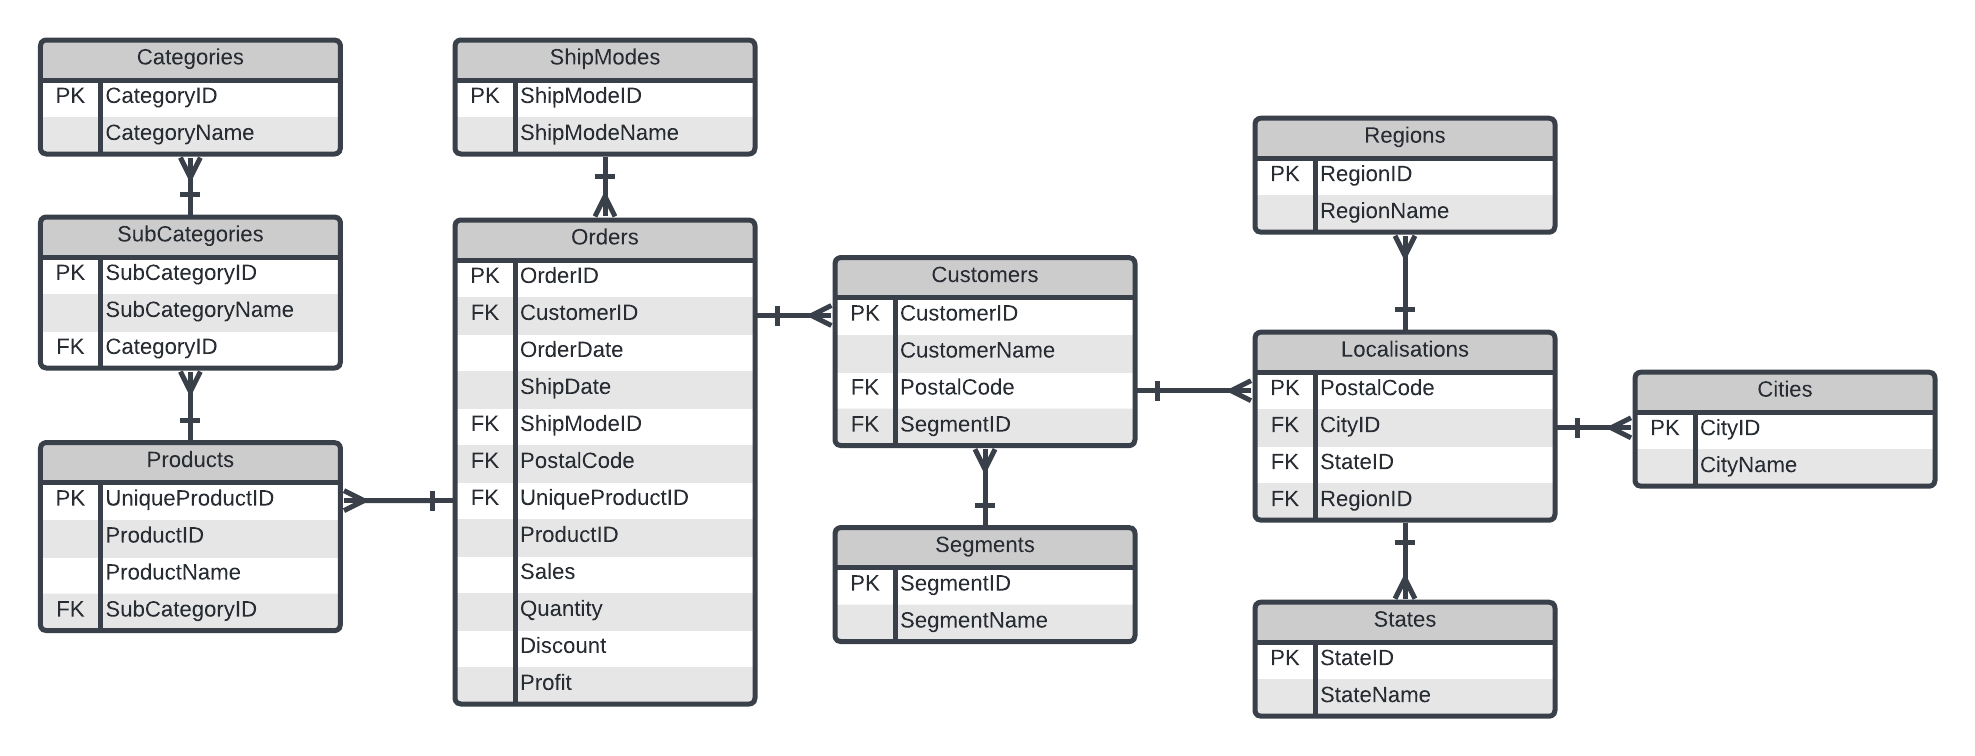 Categories
PK CategoryID
CategoryName
SubCategories
PK SubCategoryID
SubCategoryName
FK CategoryID
Products
PK UniqueProductID
ProductID
ProductName
FK SubCategoryID
ShipModes
PK ShipModeID
ShipModeName
Orders
PK OrderID
FK CustomerID
OrderDate
ShipDate
FK ShipModeID
FK PostalCode
FK UniqueProductID
ProductID
Sales
Quantity
Discount
Profit
Customers
PK CustomerID
CustomerName
FK PostalCode
FK SegmentID
Segments
PK SegmentID
SegmentName
Regions
PK RegionID
RegionName
Localisations
PK PostalCode
FK CityID
FK StateID
FK RegionID
States
PK StateID
StateName
Cities
PK CityID
CityName